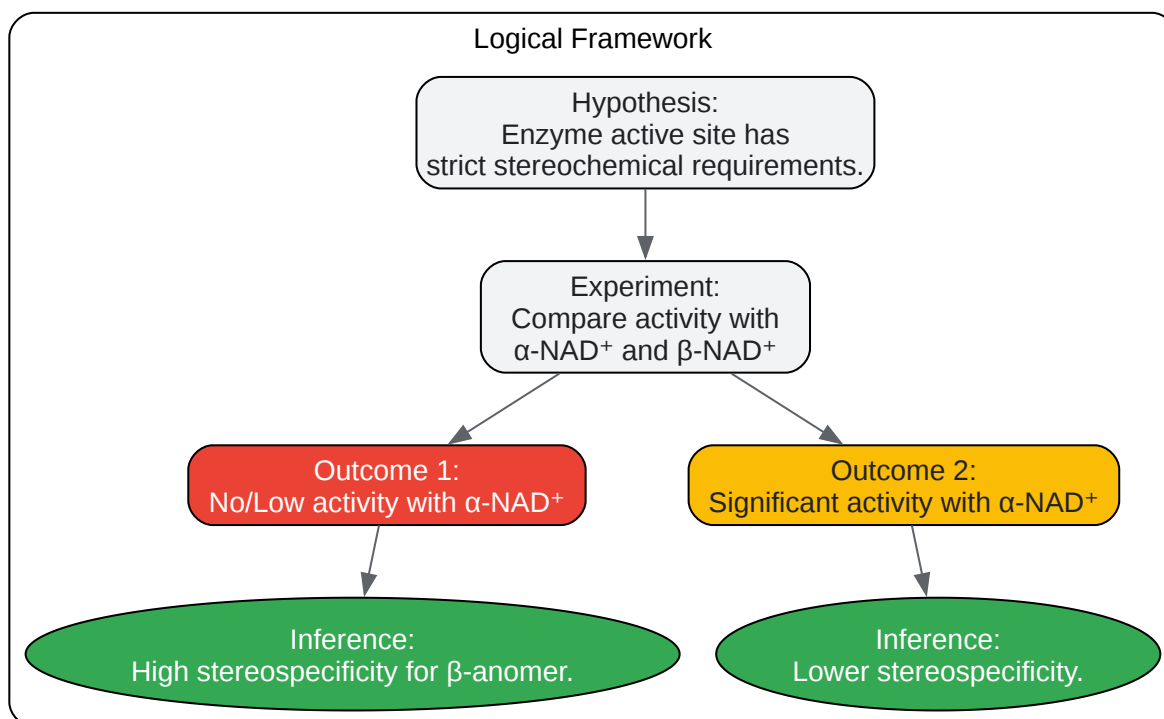 Logical Framework
Hypothesis:
Enzyme active site has
strict stereochemical requirements.
Experiment:
Compare activity with
α-NAD⁺ and β-NAD⁺
Outcome 1:
No/Low activity with α-NAD⁺
Outcome 2:
Significant activity with α-NAD⁺
Inference:
High stereospecificity for β-anomer.
Inference:
Lower stereospecificity.